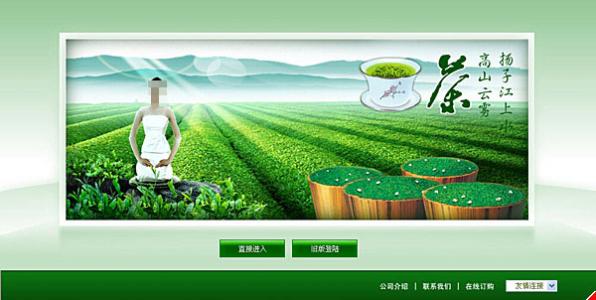 扬子江上水
高山云雾
茶
直接进入 旧版登陆
公司介绍 | 联系我们 | 在线订购 友情连接